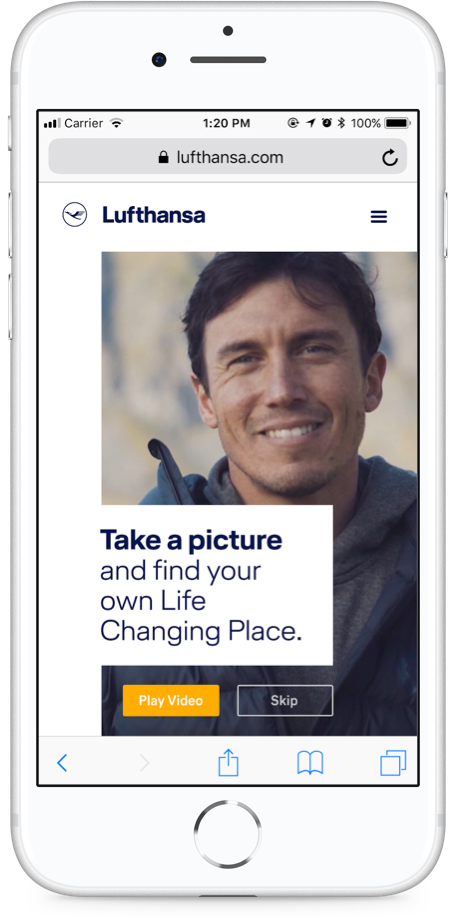 Carrier 1:20 PM 100%
lufthansa.com
Lufthansa
Take a picture
and find your
own Life
Changing Place.
Play Video Skip